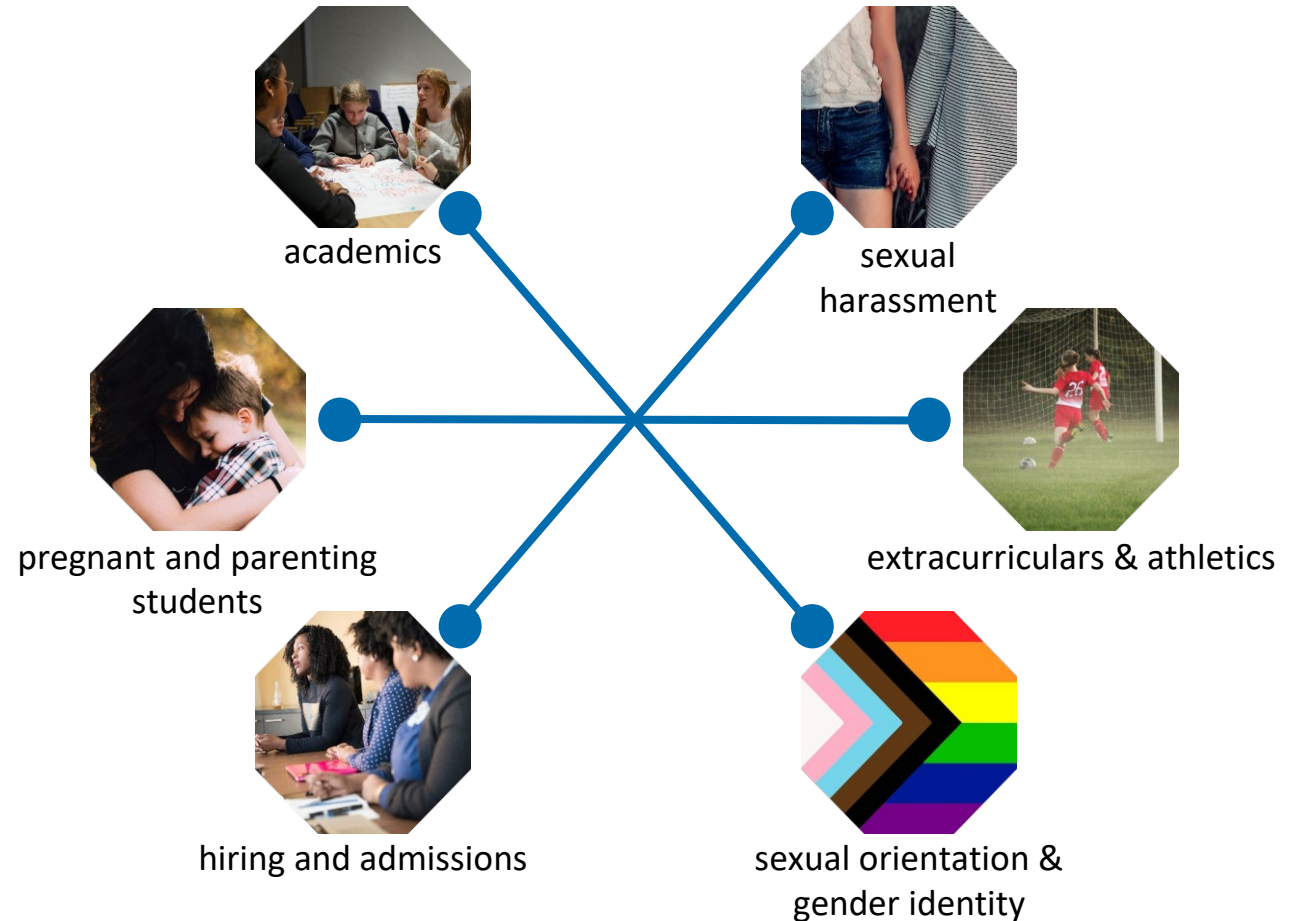 academics
sexual
harassment
pregnant and parenting
students
extracurriculars & athletics
hiring and admissions
sexual orientation &
gender identity